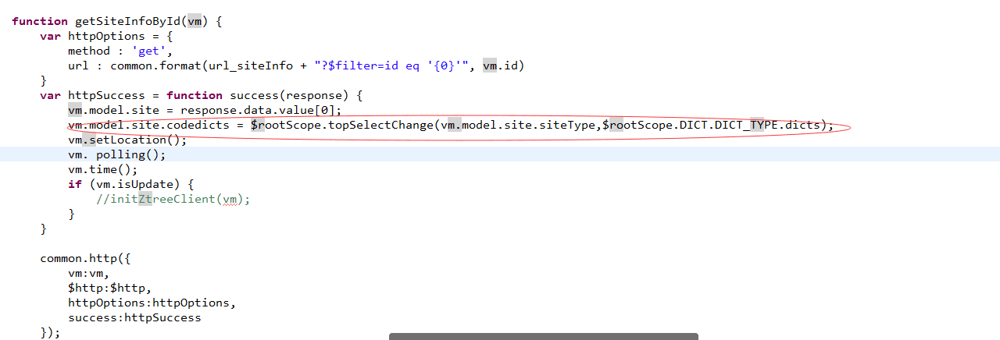 function getSiteInfoById(vm) {
var httpOptions = {
method : 'get',
url : common.format(url_siteInfo + "?$filter=id eq '{0}'", vm.id)
}
var httpSuccess = function success(response) {
vm.model.site = response.data.value[0];
vm.model.site.codedicts = $rootScope.topSelectChange(vm.model.site.siteType,$rootScope.DICT.DICT_TYPE.dicts);
vm.setLocation();
vm. polling();
vm.time();
if (vm.isUpdate) {
//initZtreeClient(vm);
}
}
common.http({
vm:vm,
$http:$http,
httpOptions:httpOptions,
success:httpSuccess
});